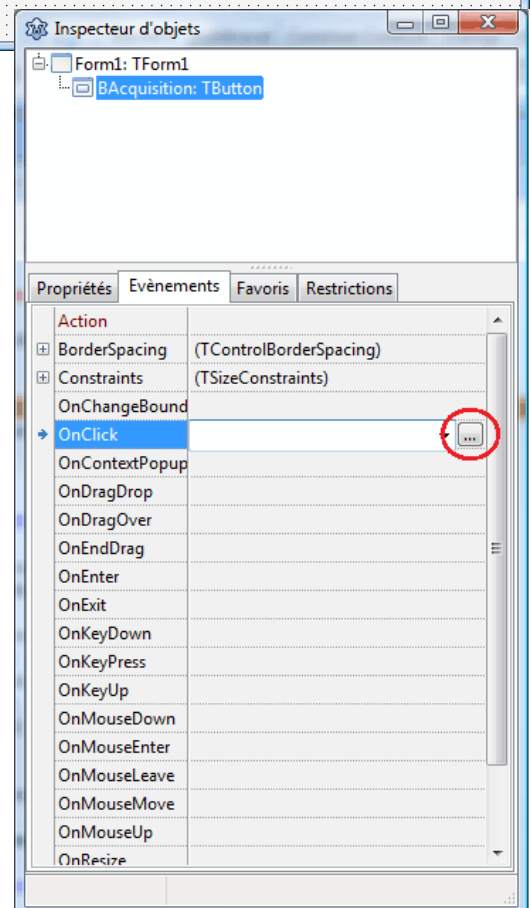 Inspecteur d'objets
Form1: TForm1
BAcquisition: TButton
Propriétés Evènements Favoris Restrictions
Action
BorderSpacing (TControlBorderSpacing)
Constraints (TSizeConstraints)
OnChangeBound
OnClick ...
OnContextPopup
OnDragDrop
OnDragOver
OnEndDrag
OnEnter
OnExit
OnKeyDown
OnKeyPress
OnKeyUp
OnMouseDown
OnMouseEnter
OnMouseLeave
OnMouseMove
OnMouseUp
OnResize